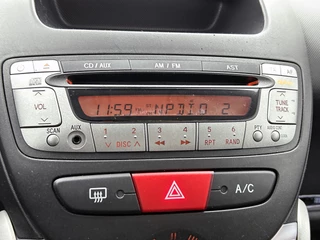 CD / AUX AM / FM AST
11:59 2
VOL TUNE TRACK
SCAN AUX 1 2 3 4 5 6 PTY
DISC RPT RAND
A/C